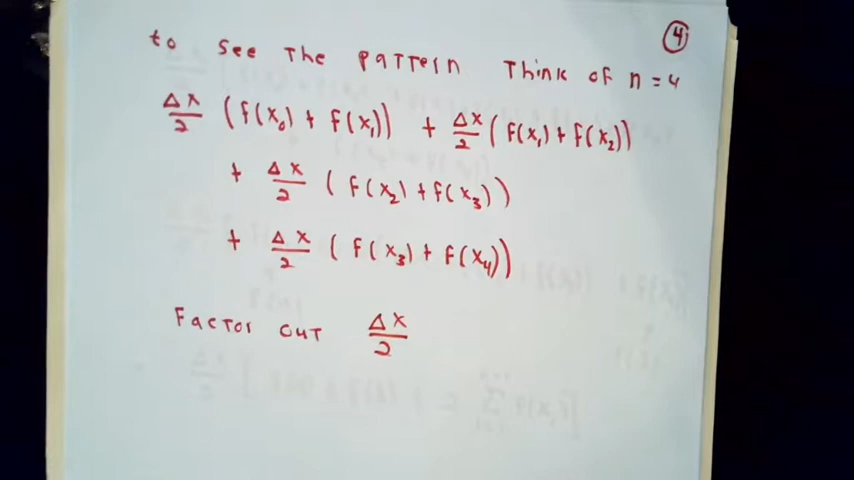 ④
to see the pattern Think of n = 4
Δx/2 (f(x₀) + f(x₁)) + Δx/2 (f(x₁) + f(x₂))
+ Δx/2 (f(x₂) + f(x₃))
+ Δx/2 (f(x₃) + f(x₄))
Factor out Δx/2